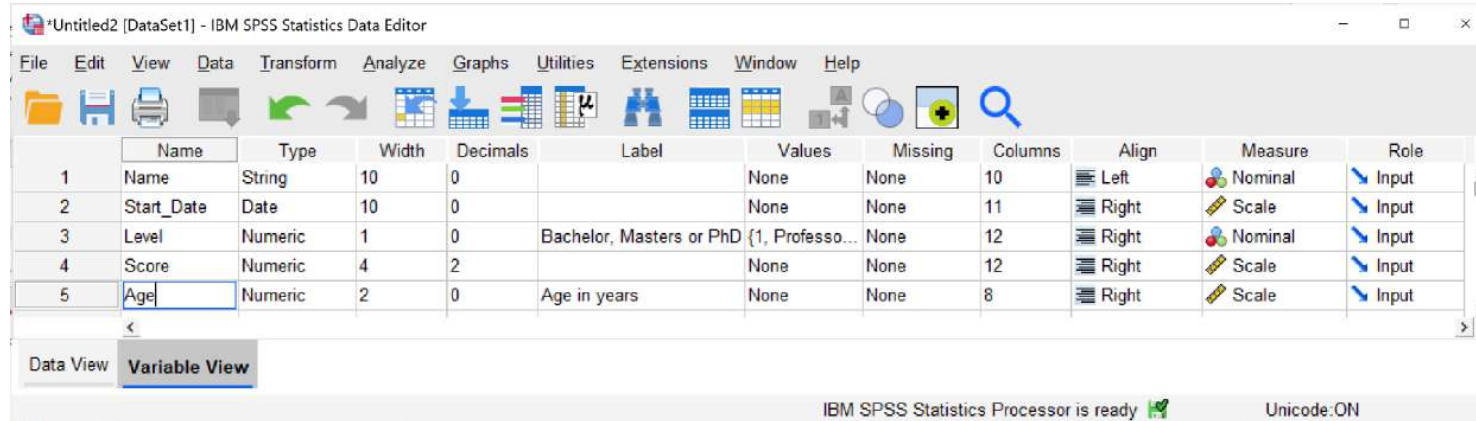 *Untitled2 [DataSet1] - IBM SPSS Statistics Data Editor
File Edit View Data Transform Analyze Graphs Utilities Extensions Window Help
Name Type Width Decimals Label Values Missing Columns Align Measure Role
1 Name String 10 0 None None 10 Left Nominal Input
2 Start_Date Date 10 0 None None 11 Right Scale Input
3 Level Numeric 1 0 Bachelor, Masters or PhD {1, Professo... None 12 Right Nominal Input
4 Score Numeric 4 2 None None 12 Right Scale Input
5 Age Numeric 2 0 Age in years None None 8 Right Scale Input
Data View Variable View
IBM SPSS Statistics Processor is ready Unicode:ON